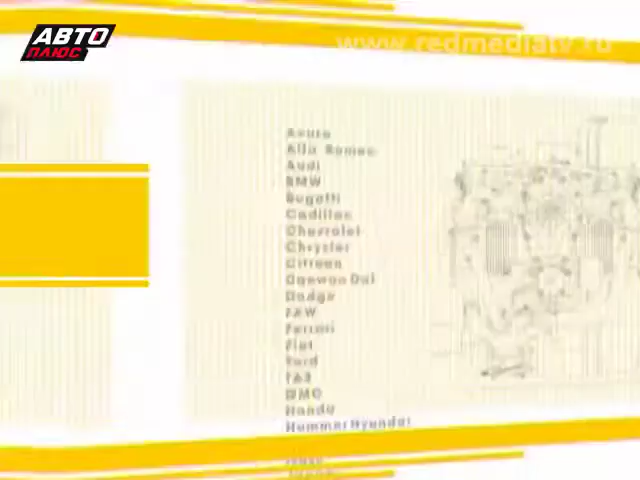 АВТО
ПЛЮС
www.redmediatv.ru
Acura
Alfa Romeo
Audi
BMW
Bugatti
Cadillac
Chevrolet
Chrysler
Citroen
Daewoo
Dodge
FAW
Ferrari
Fiat
Ford
ГАЗ
GMC
Honda
Hummer Hyundai